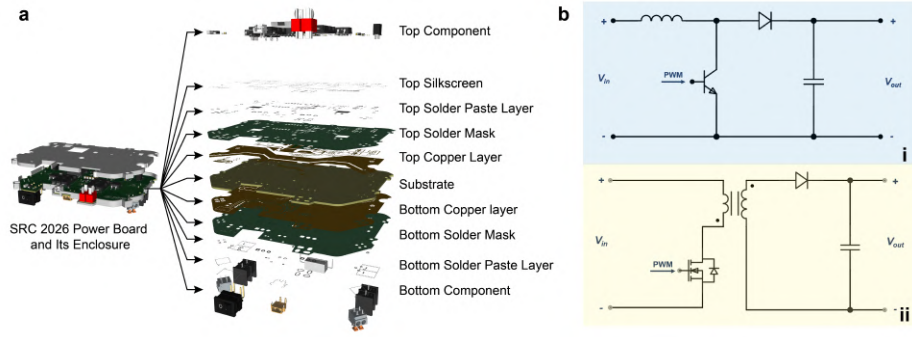 a
Top Component
Top Silkscreen
Top Solder Paste Layer
Top Solder Mask
Top Copper Layer
Substrate
Bottom Copper layer
Bottom Solder Mask
Bottom Solder Paste Layer
Bottom Component
SRC 2026 Power Board
and Its Enclosure
b
+
+
Vin
PWM
Vout
-
-
i
+
+
Vin
PWM
Vout
-
-
ii